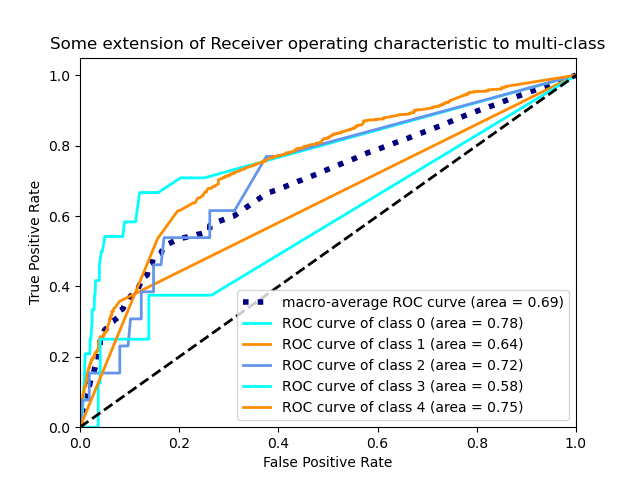 Some extension of Receiver operating characteristic to multi-class
1.0
0.8
0.6
0.4
0.2
0.0
True Positive Rate
macro-average ROC curve (area = 0.69)
ROC curve of class 0 (area = 0.78)
ROC curve of class 1 (area = 0.64)
ROC curve of class 2 (area = 0.72)
ROC curve of class 3 (area = 0.58)
ROC curve of class 4 (area = 0.75)
0.0 0.2 0.4 0.6 0.8 1.0
False Positive Rate